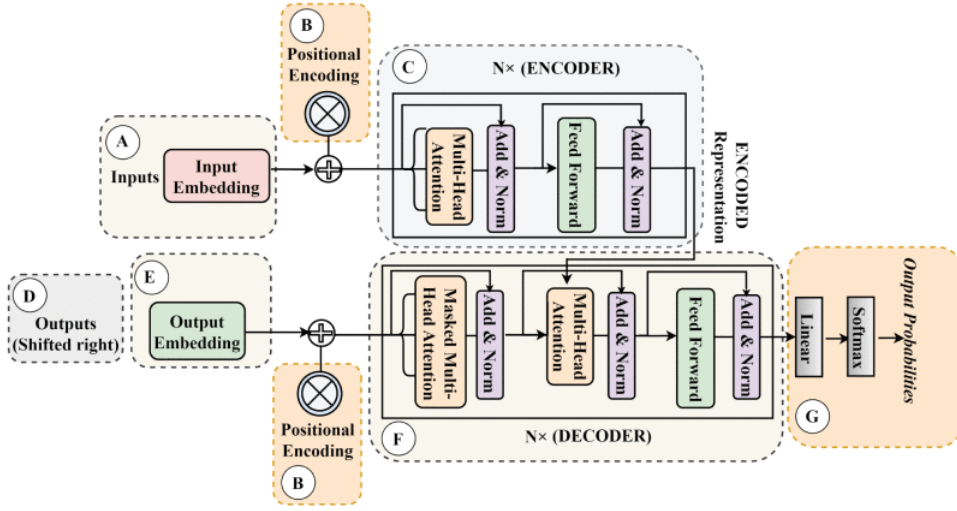 B
Positional
Encoding
C
N× (ENCODER)
A
Inputs
Input
Embedding
Multi-Head
Attention
Add & Norm
Feed Forward
Add & Norm
ENCODED
Representation
D
Outputs
(Shifted right)
E
Output
Embedding
Masked Multi-
Head Attention
Add & Norm
Multi-Head
Attention
Add & Norm
Feed Forward
Add & Norm
Linear
Softmax
Output Probabilities
G
F
N× (DECODER)
Positional
Encoding
B